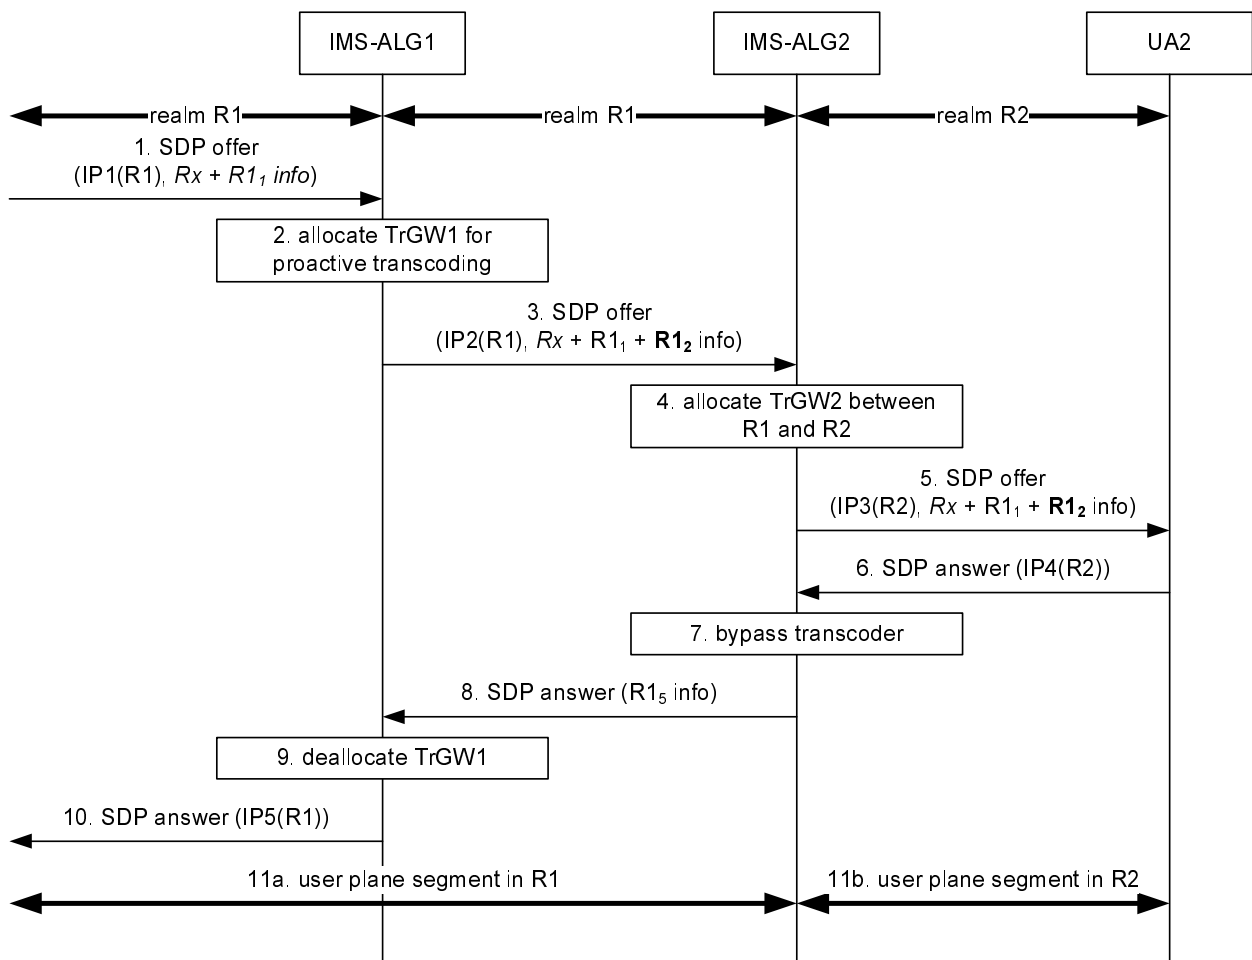 IMS-ALG1
IMS-ALG2
UA2
realm R1
realm R1
realm R2
1. SDP offer
(IP1(R1), Rx + R1₁ info)
2. allocate TrGW1 for
proactive transcoding
3. SDP offer
(IP2(R1), Rx + R1₁ + R1₂ info)
4. allocate TrGW2 between
R1 and R2
5. SDP offer
(IP3(R2), Rx + R1₁ + R1₂ info)
6. SDP answer (IP4(R2))
7. bypass transcoder
8. SDP answer (R1₅ info)
9. deallocate TrGW1
10. SDP answer (IP5(R1))
11a. user plane segment in R1
11b. user plane segment in R2